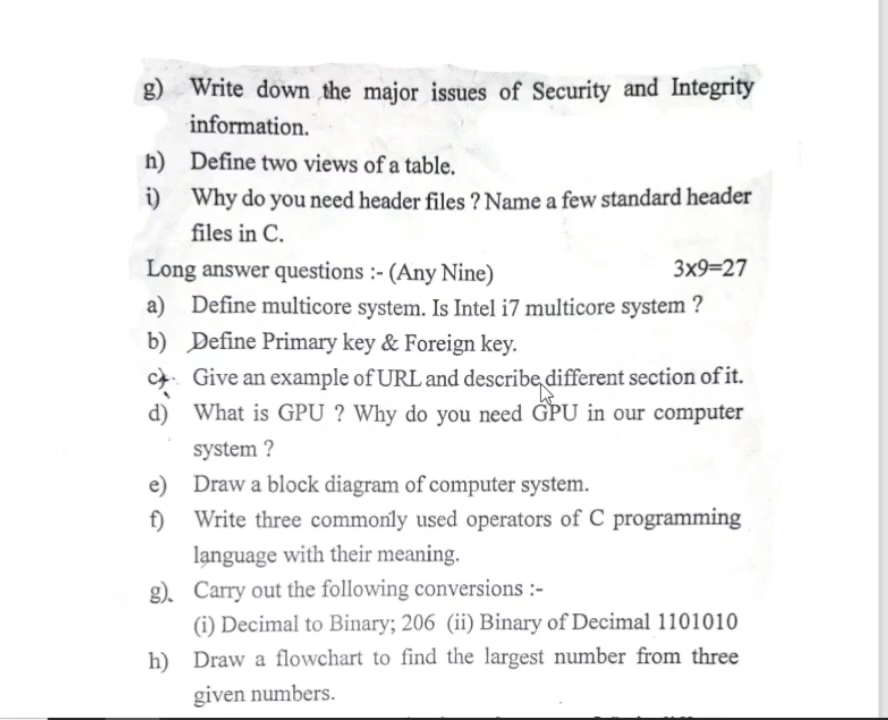 g) Write down the major issues of Security and Integrity
information.
h) Define two views of a table.
i) Why do you need header files ? Name a few standard header
files in C.
Long answer questions :- (Any Nine) 3x9=27
a) Define multicore system. Is Intel i7 multicore system ?
b) Define Primary key & Foreign key.
c) Give an example of URL and describe different section of it.
d) What is GPU ? Why do you need GPU in our computer
system ?
e) Draw a block diagram of computer system.
f) Write three commonly used operators of C programming
language with their meaning.
g) Carry out the following conversions :-
(i) Decimal to Binary; 206 (ii) Binary of Decimal 1101010
h) Draw a flowchart to find the largest number from three
given numbers.